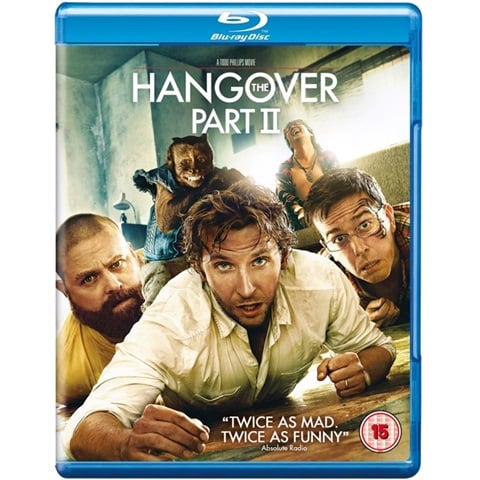 Blu-ray Disc
A TODD PHILLIPS MOVIE
THE
HANGOVER
PART II
“TWICE AS MAD.
TWICE AS FUNNY”
Absolute Radio
15